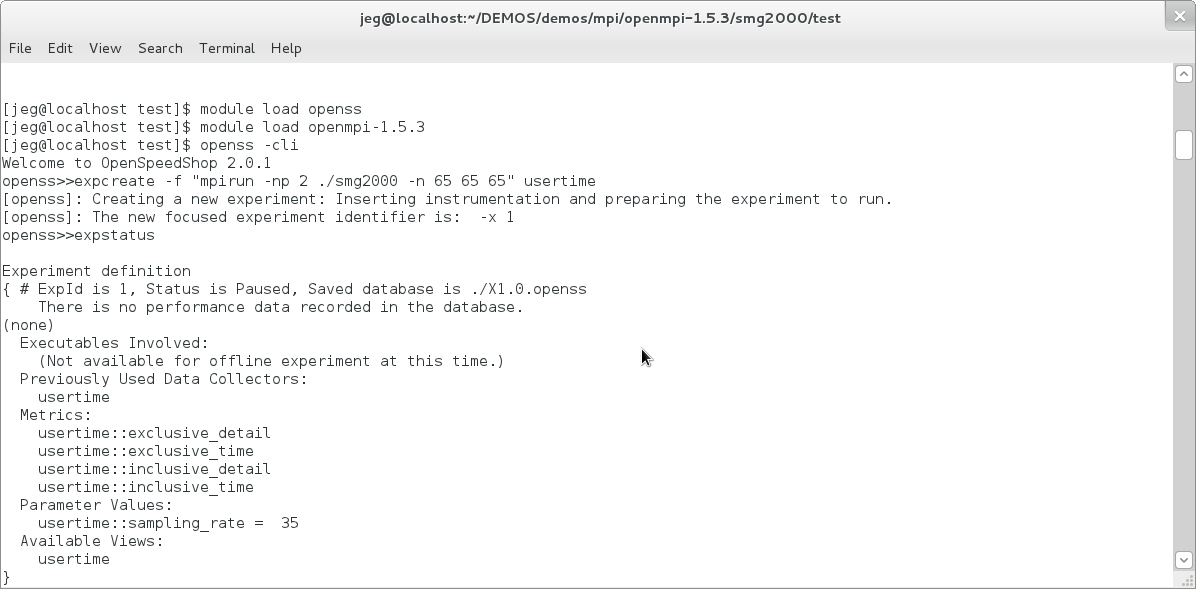 jeg@localhost:~/DEMOS/demos/mpi/openmpi-1.5.3/smg2000/test
File Edit View Search Terminal Help
[jeg@localhost test]$ module load openss
[jeg@localhost test]$ module load openmpi-1.5.3
[jeg@localhost test]$ openss -cli
Welcome to OpenSpeedShop 2.0.1
openss>>expcreate -f "mpirun -np 2 ./smg2000 -n 65 65 65" usertime
[openss]: Creating a new experiment: Inserting instrumentation and preparing the experiment to run.
[openss]: The new focused experiment identifier is:  -x 1
openss>>expstatus
Experiment definition
{ # ExpId is 1, Status is Paused, Saved database is ./X1.0.openss
    There is no performance data recorded in the database.
(none)
  Executables Involved:
    (Not available for offline experiment at this time.)
  Previously Used Data Collectors:
    usertime
  Metrics:
    usertime::exclusive_detail
    usertime::exclusive_time
    usertime::inclusive_detail
    usertime::inclusive_time
  Parameter Values:
    usertime::sampling_rate =  35
  Available Views:
    usertime
}